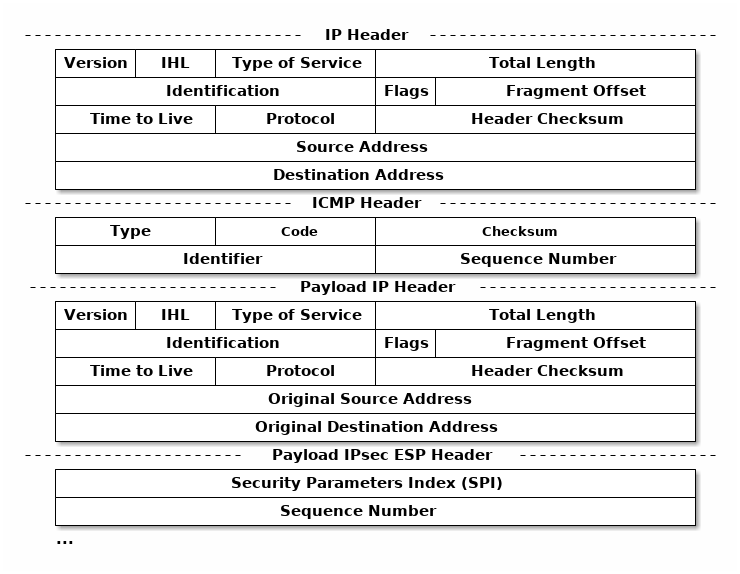 IP Header
Version IHL Type of Service Total Length
Identification Flags Fragment Offset
Time to Live Protocol Header Checksum
Source Address
Destination Address
ICMP Header
Type Code Checksum
Identifier Sequence Number
Payload IP Header
Version IHL Type of Service Total Length
Identification Flags Fragment Offset
Time to Live Protocol Header Checksum
Original Source Address
Original Destination Address
Payload IPsec ESP Header
Security Parameters Index (SPI)
Sequence Number
...